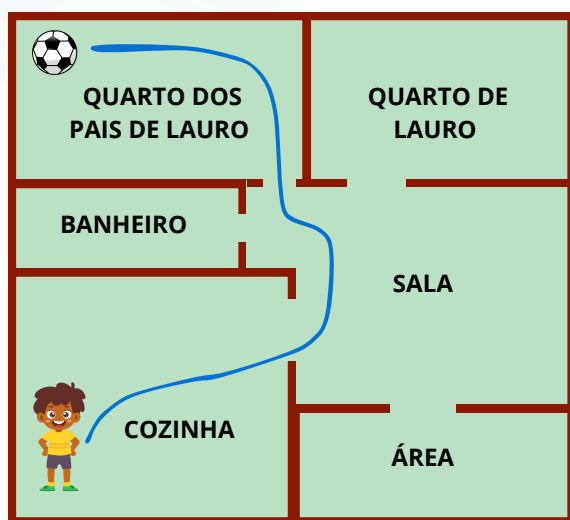 QUARTO DOS
PAIS DE LAURO
QUARTO DE
LAURO
BANHEIRO
SALA
COZINHA
ÁREA